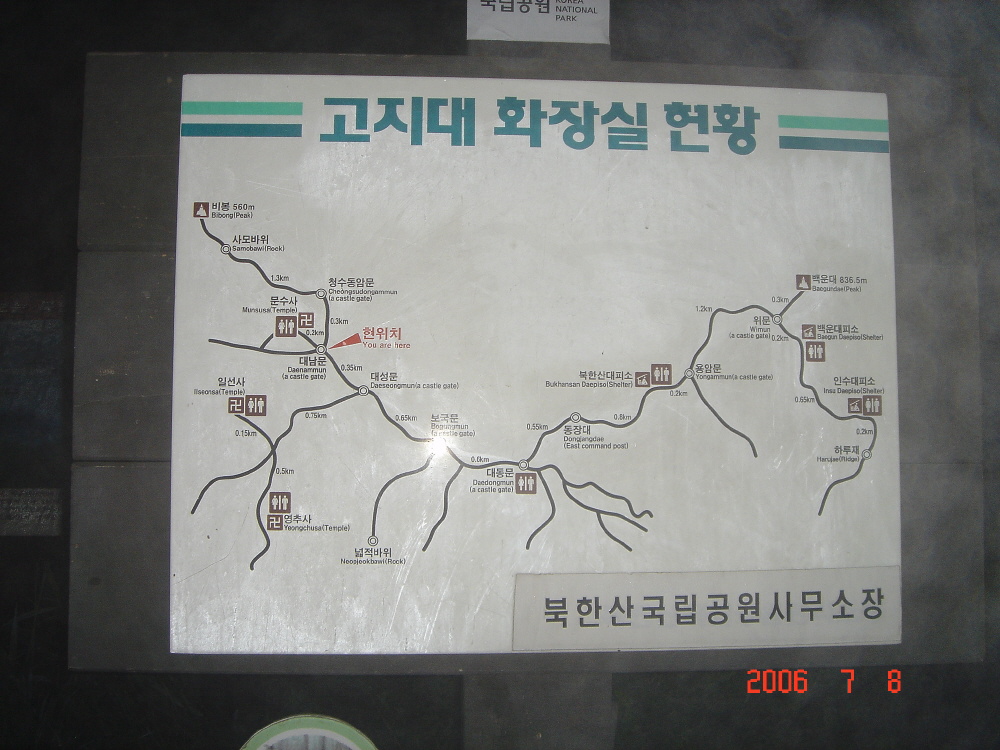 국립공원
KOREA
NATIONAL
PARK
고지대 화장실 현황
비봉 560m
Bibong(Peak)
사모바위
Samobawi(Rock)
1.3km
청수동암문
Cheongsudongammun
(a castle gate)
문수사
Munsusa(Temple)
0.2km
0.3km
현위치
You are here
대남문
Daenammun
(a castle gate)
0.35km
대성문
Daeseongmun(a castle gate)
일선사
Ilseonsa(Temple)
0.15km
0.75km
0.5km
영추사
Yeongchusa(Temple)
0.65km
보국문
Bogungmun
(a castle gate)
넓적바위
Neopjeokbawi(Rock)
0.6km
대동문
Daedongmun
(a castle gate)
0.55km
동장대
Dongjangdae
(East command post)
0.8km
북한산대피소
Bukhansan Daepiso(Shelter)
0.2km
용암문
Yongammun(a castle gate)
1.2km
백운대 836.5m
Baegundae(Peak)
0.3km
위문
Wimun
(a castle gate)
0.2km
백운대피소
Baegun Daepiso(Shelter)
인수대피소
Insu Daepiso(Shelter)
0.65km
0.2km
하루재
Harujae(Ridge)
북한산국립공원사무소장
2006 7 8